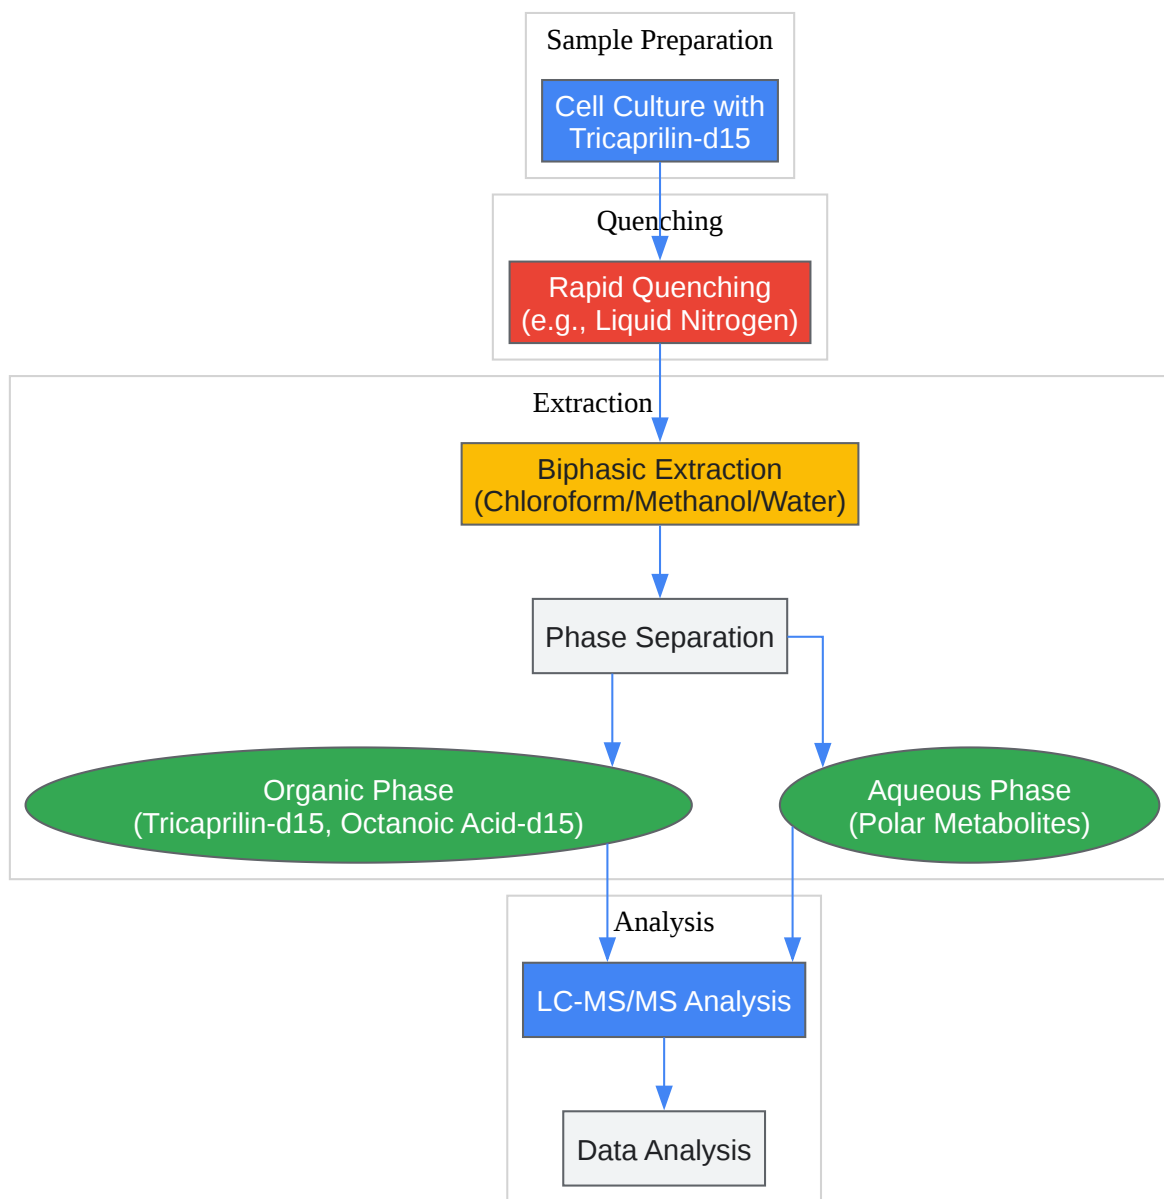 Sample Preparation
Cell Culture with
Tricaprilin-d15
Quenching
Rapid Quenching
(e.g., Liquid Nitrogen)
Extraction
Biphasic Extraction
(Chloroform/Methanol/Water)
Phase Separation
Organic Phase
(Tricaprilin-d15, Octanoic Acid-d15)
Aqueous Phase
(Polar Metabolites)
Analysis
LC-MS/MS Analysis
Data Analysis